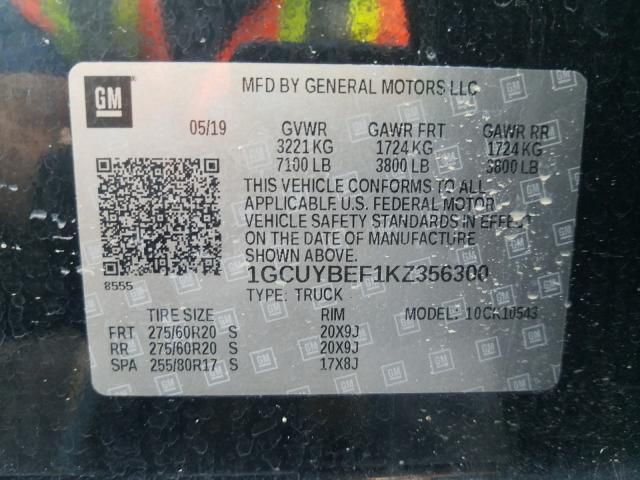 GM
MFD BY GENERAL MOTORS LLC
05/19 GVWR GAWR FRT GAWR RR
3221 KG 1724 KG 1724 KG
7100 LB 3800 LB 3800 LB
THIS VEHICLE CONFORMS TO ALL
APPLICABLE U.S. FEDERAL MOTOR
VEHICLE SAFETY STANDARDS IN EFFECT
ON THE DATE OF MANUFACTURE
SHOWN ABOVE.
8555 1GCUYBEF1KZ356300
TYPE: TRUCK MODEL: 10CK10543
TIRE SIZE RIM
FRT 275/60R20 S 20X9J
RR 275/60R20 S 20X9J
SPA 255/80R17 S 17X8J